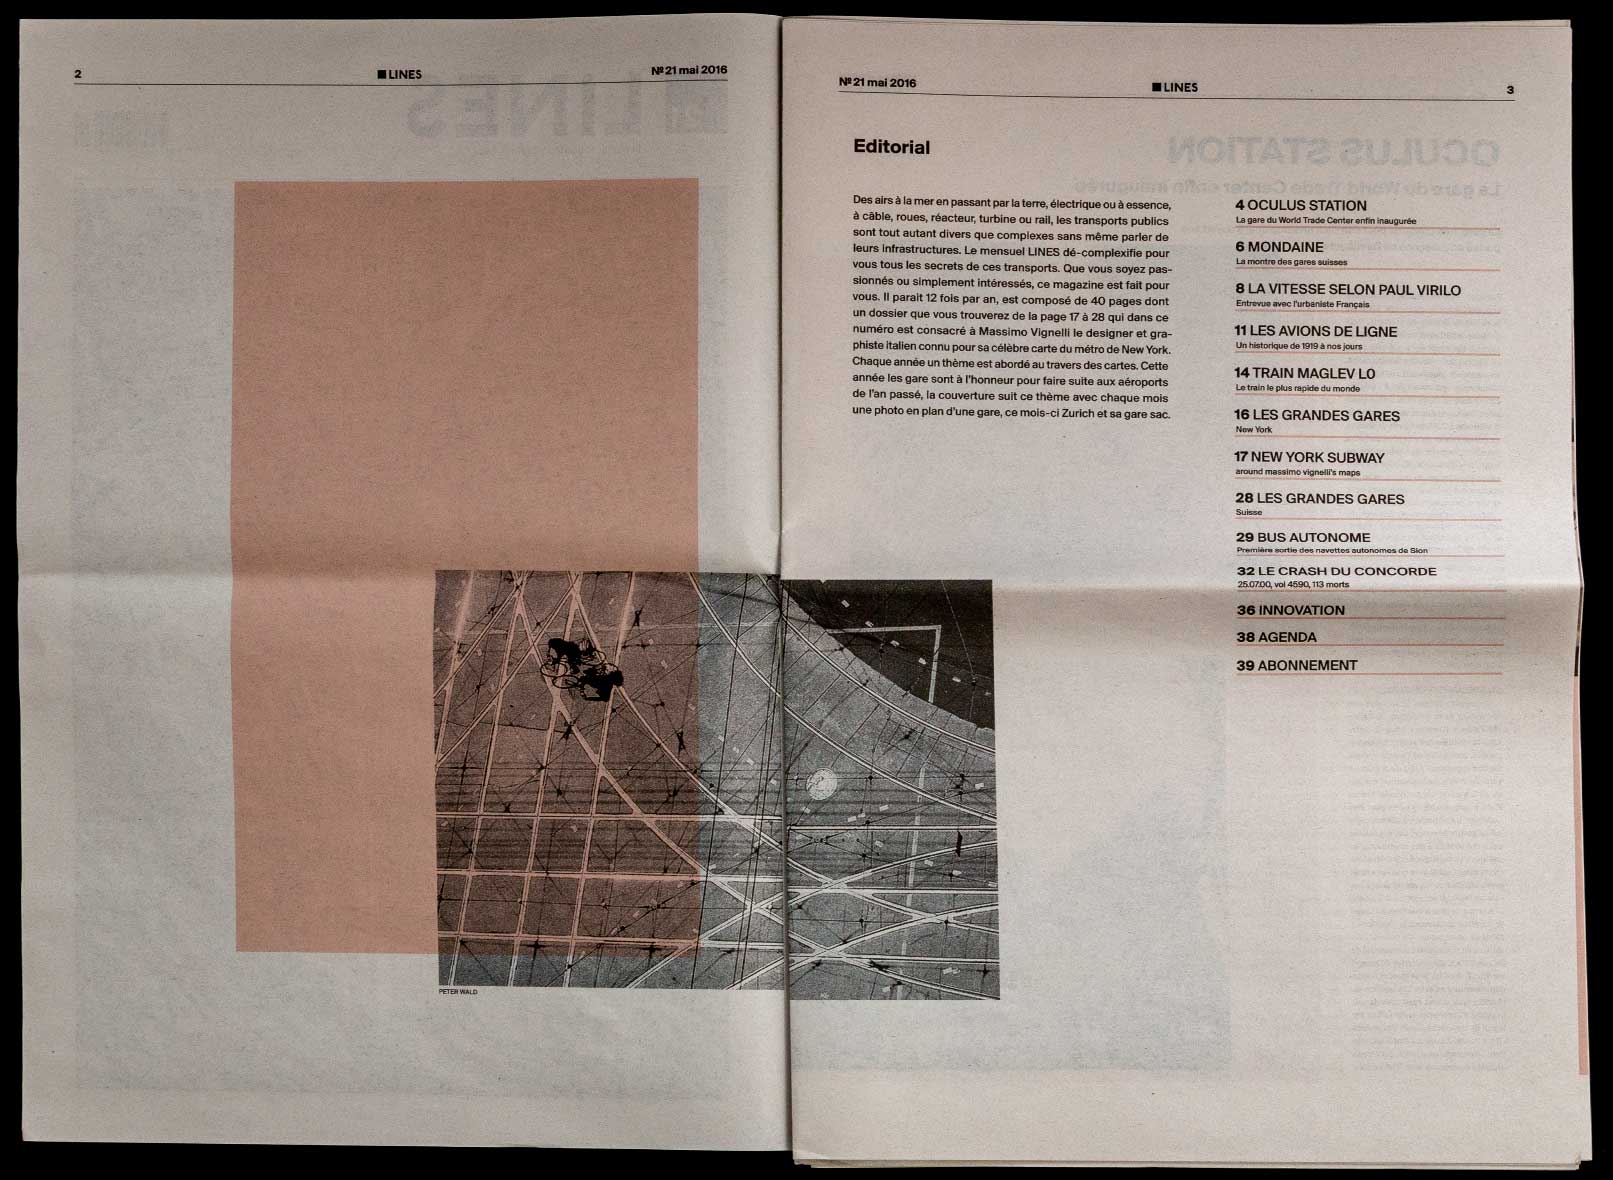 2
■ LINES
Nº 21 mai 2016
PETER WALD
Nº 21 mai 2016
■ LINES
3
Editorial
Des airs à la mer en passant par la terre, électrique ou à essence,
à câble, roues, réacteur, turbine ou rail, les transports publics
sont tout autant divers que complexes sans même parler de
leurs infrastructures. Le mensuel LINES dé-complexifie pour
vous tous les secrets de ces transports. Que vous soyez pas-
sionnés ou simplement intéressés, ce magazine est fait pour
vous. Il parait 12 fois par an, est composé de 40 pages dont
un dossier que vous trouverez de la page 17 à 28 qui dans ce
numéro est consacré à Massimo Vignelli le designer et gra-
phiste italien connu pour sa célèbre carte du métro de New York.
Chaque année un thème est abordé au travers des cartes. Cette
année les gare sont à l'honneur pour faire suite aux aéroports
de l'an passé, la couverture suit ce thème avec chaque mois
une photo en plan d'une gare, ce mois-ci Zurich et sa gare sac.
4 OCULUS STATION
La gare du World Trade Center enfin inaugurée
6 MONDAINE
La montre des gares suisses
8 LA VITESSE SELON PAUL VIRILO
Entrevue avec l'urbaniste Français
11 LES AVIONS DE LIGNE
Un historique de 1919 à nos jours
14 TRAIN MAGLEV L0
Le train le plus rapide du monde
16 LES GRANDES GARES
New York
17 NEW YORK SUBWAY
around massimo vignelli's maps
28 LES GRANDES GARES
Suisse
29 BUS AUTONOME
Première sortie des navettes autonomes de Sion
32 LE CRASH DU CONCORDE
25.07.00, vol 4590, 113 morts
36 INNOVATION
38 AGENDA
39 ABONNEMENT